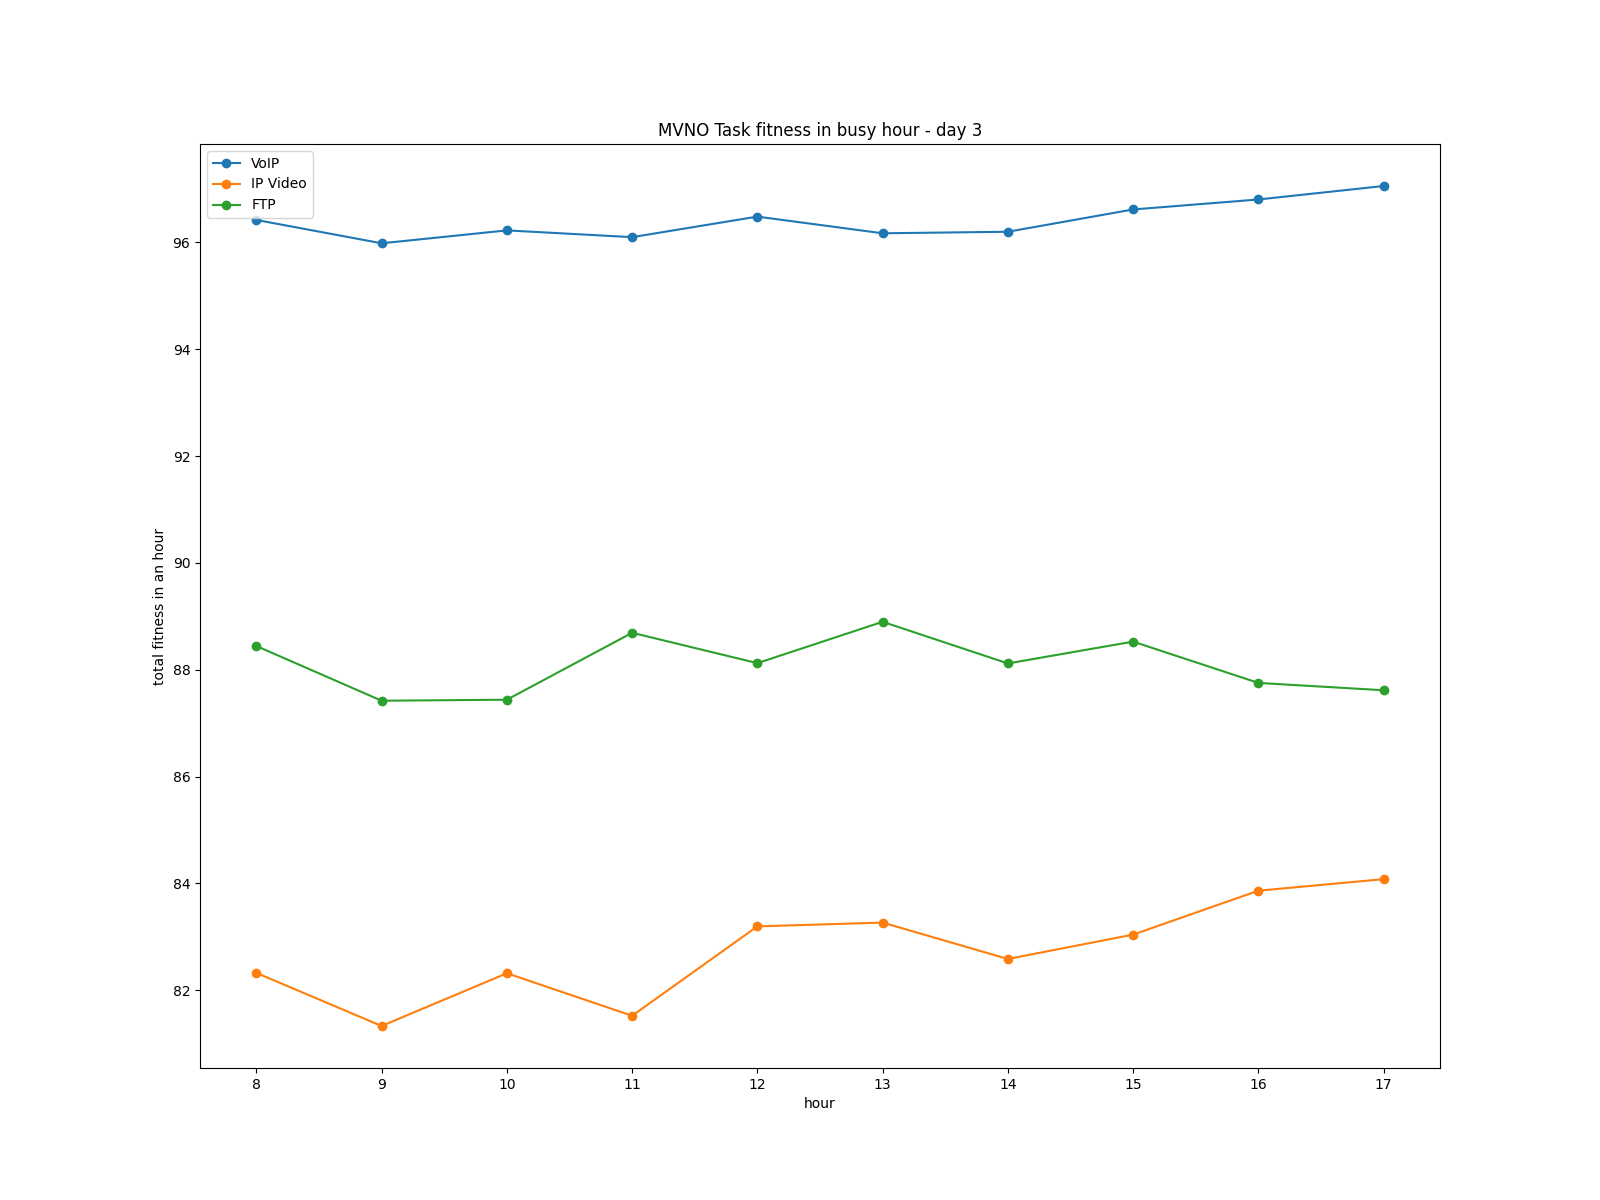 MVNO Task fitness in busy hour - day 3
VoIP
IP Video
FTP
96
94
92
90
88
86
84
82
total fitness in an hour
8 9 10 11 12 13 14 15 16 17
hour